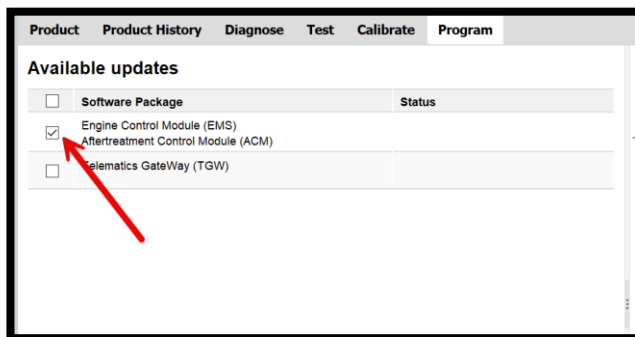 Product Product History Diagnose Test Calibrate Program
Available updates
Software Package Status
Engine Control Module (EMS)
Aftertreatment Control Module (ACM)
Telematics GateWay (TGW)